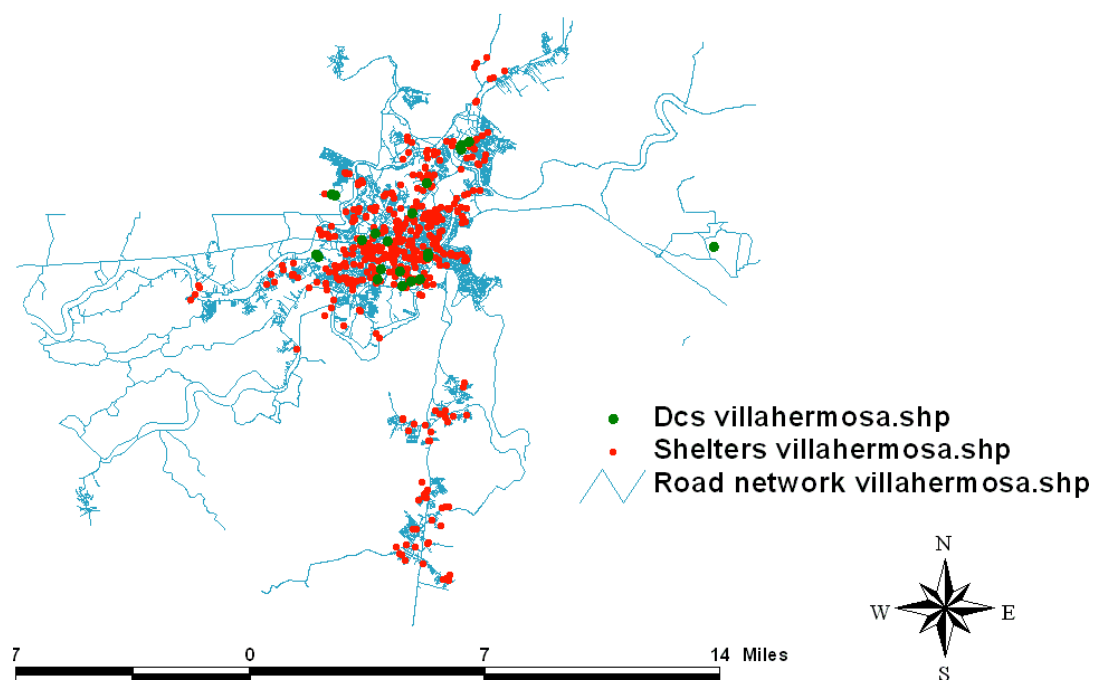 Dcs villahermosa.shp
Shelters villahermosa.shp
Road network villahermosa.shp
N
W E
S
7 0 7 14 Miles